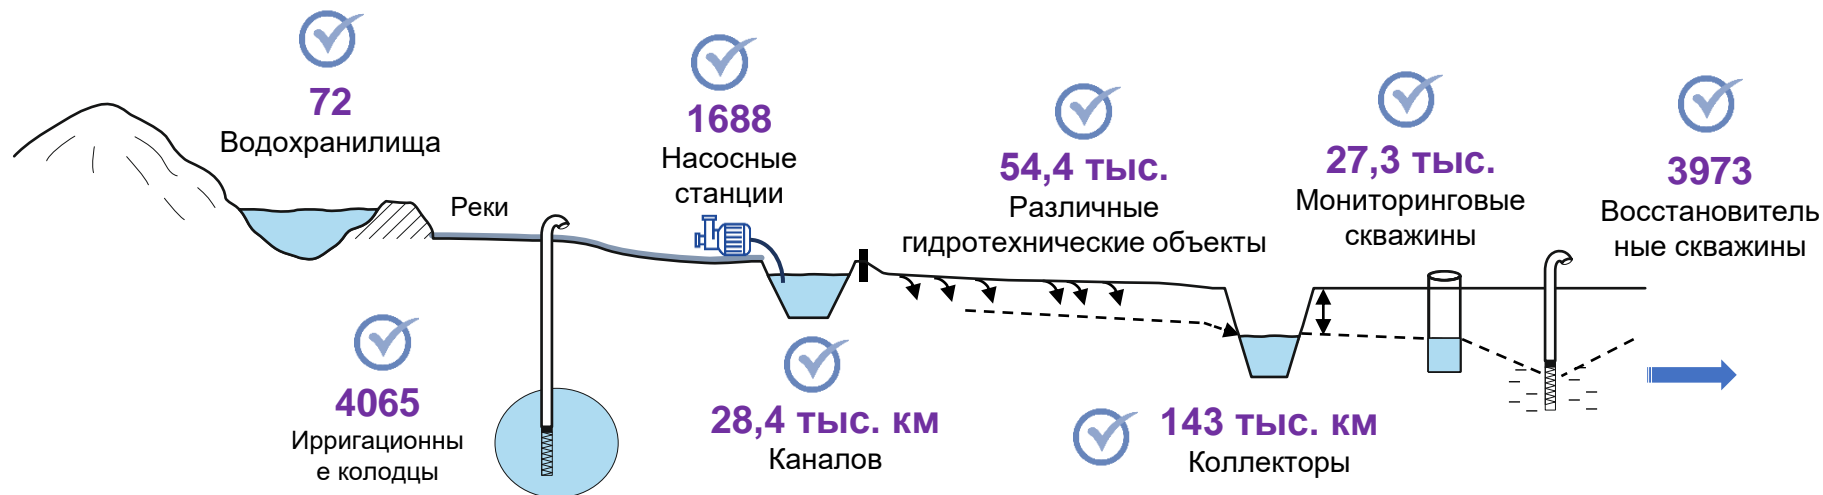 72
Водохранилища
Реки
1688
Насосные
станции
54,4 тыс.
Различные
гидротехнические объекты
27,3 тыс.
Мониторинговые
скважины
3973
Восстановитель
ные скважины
4065
Ирригационны
е колодцы
28,4 тыс. км
Каналов
143 тыс. км
Коллекторы